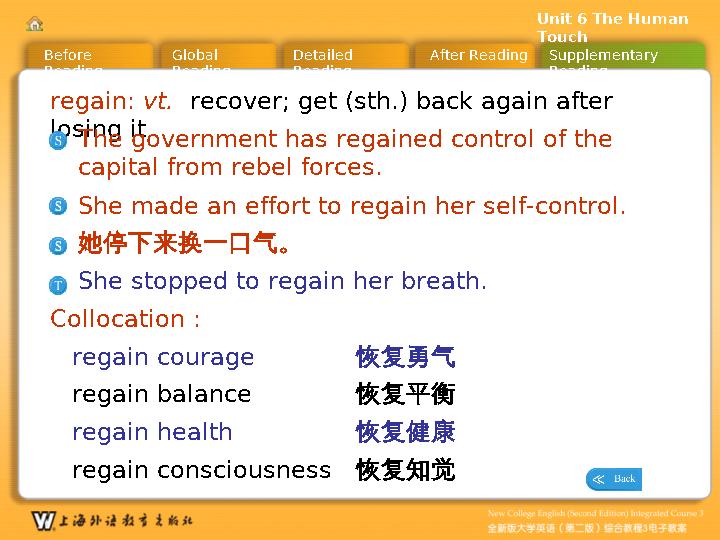 Unit 6 The Human
Touch
Before
Reading
Global
Reading
Detailed
Reading
After Reading
Supplementary
Reading
regain: vt. recover; get (sth.) back again after
losing it.
S The government has regained control of the
capital from rebel forces.
S She made an effort to regain her self-control.
S 她停下来换一口气。
T She stopped to regain her breath.
Collocation :
regain courage 恢复勇气
regain balance 恢复平衡
regain health 恢复健康
regain consciousness 恢复知觉
≪ Back
W 上海外语教育出版社
New College English (Second Edition) Integrated Course 3
全新版大学英语（第二版）综合教程3电子教案